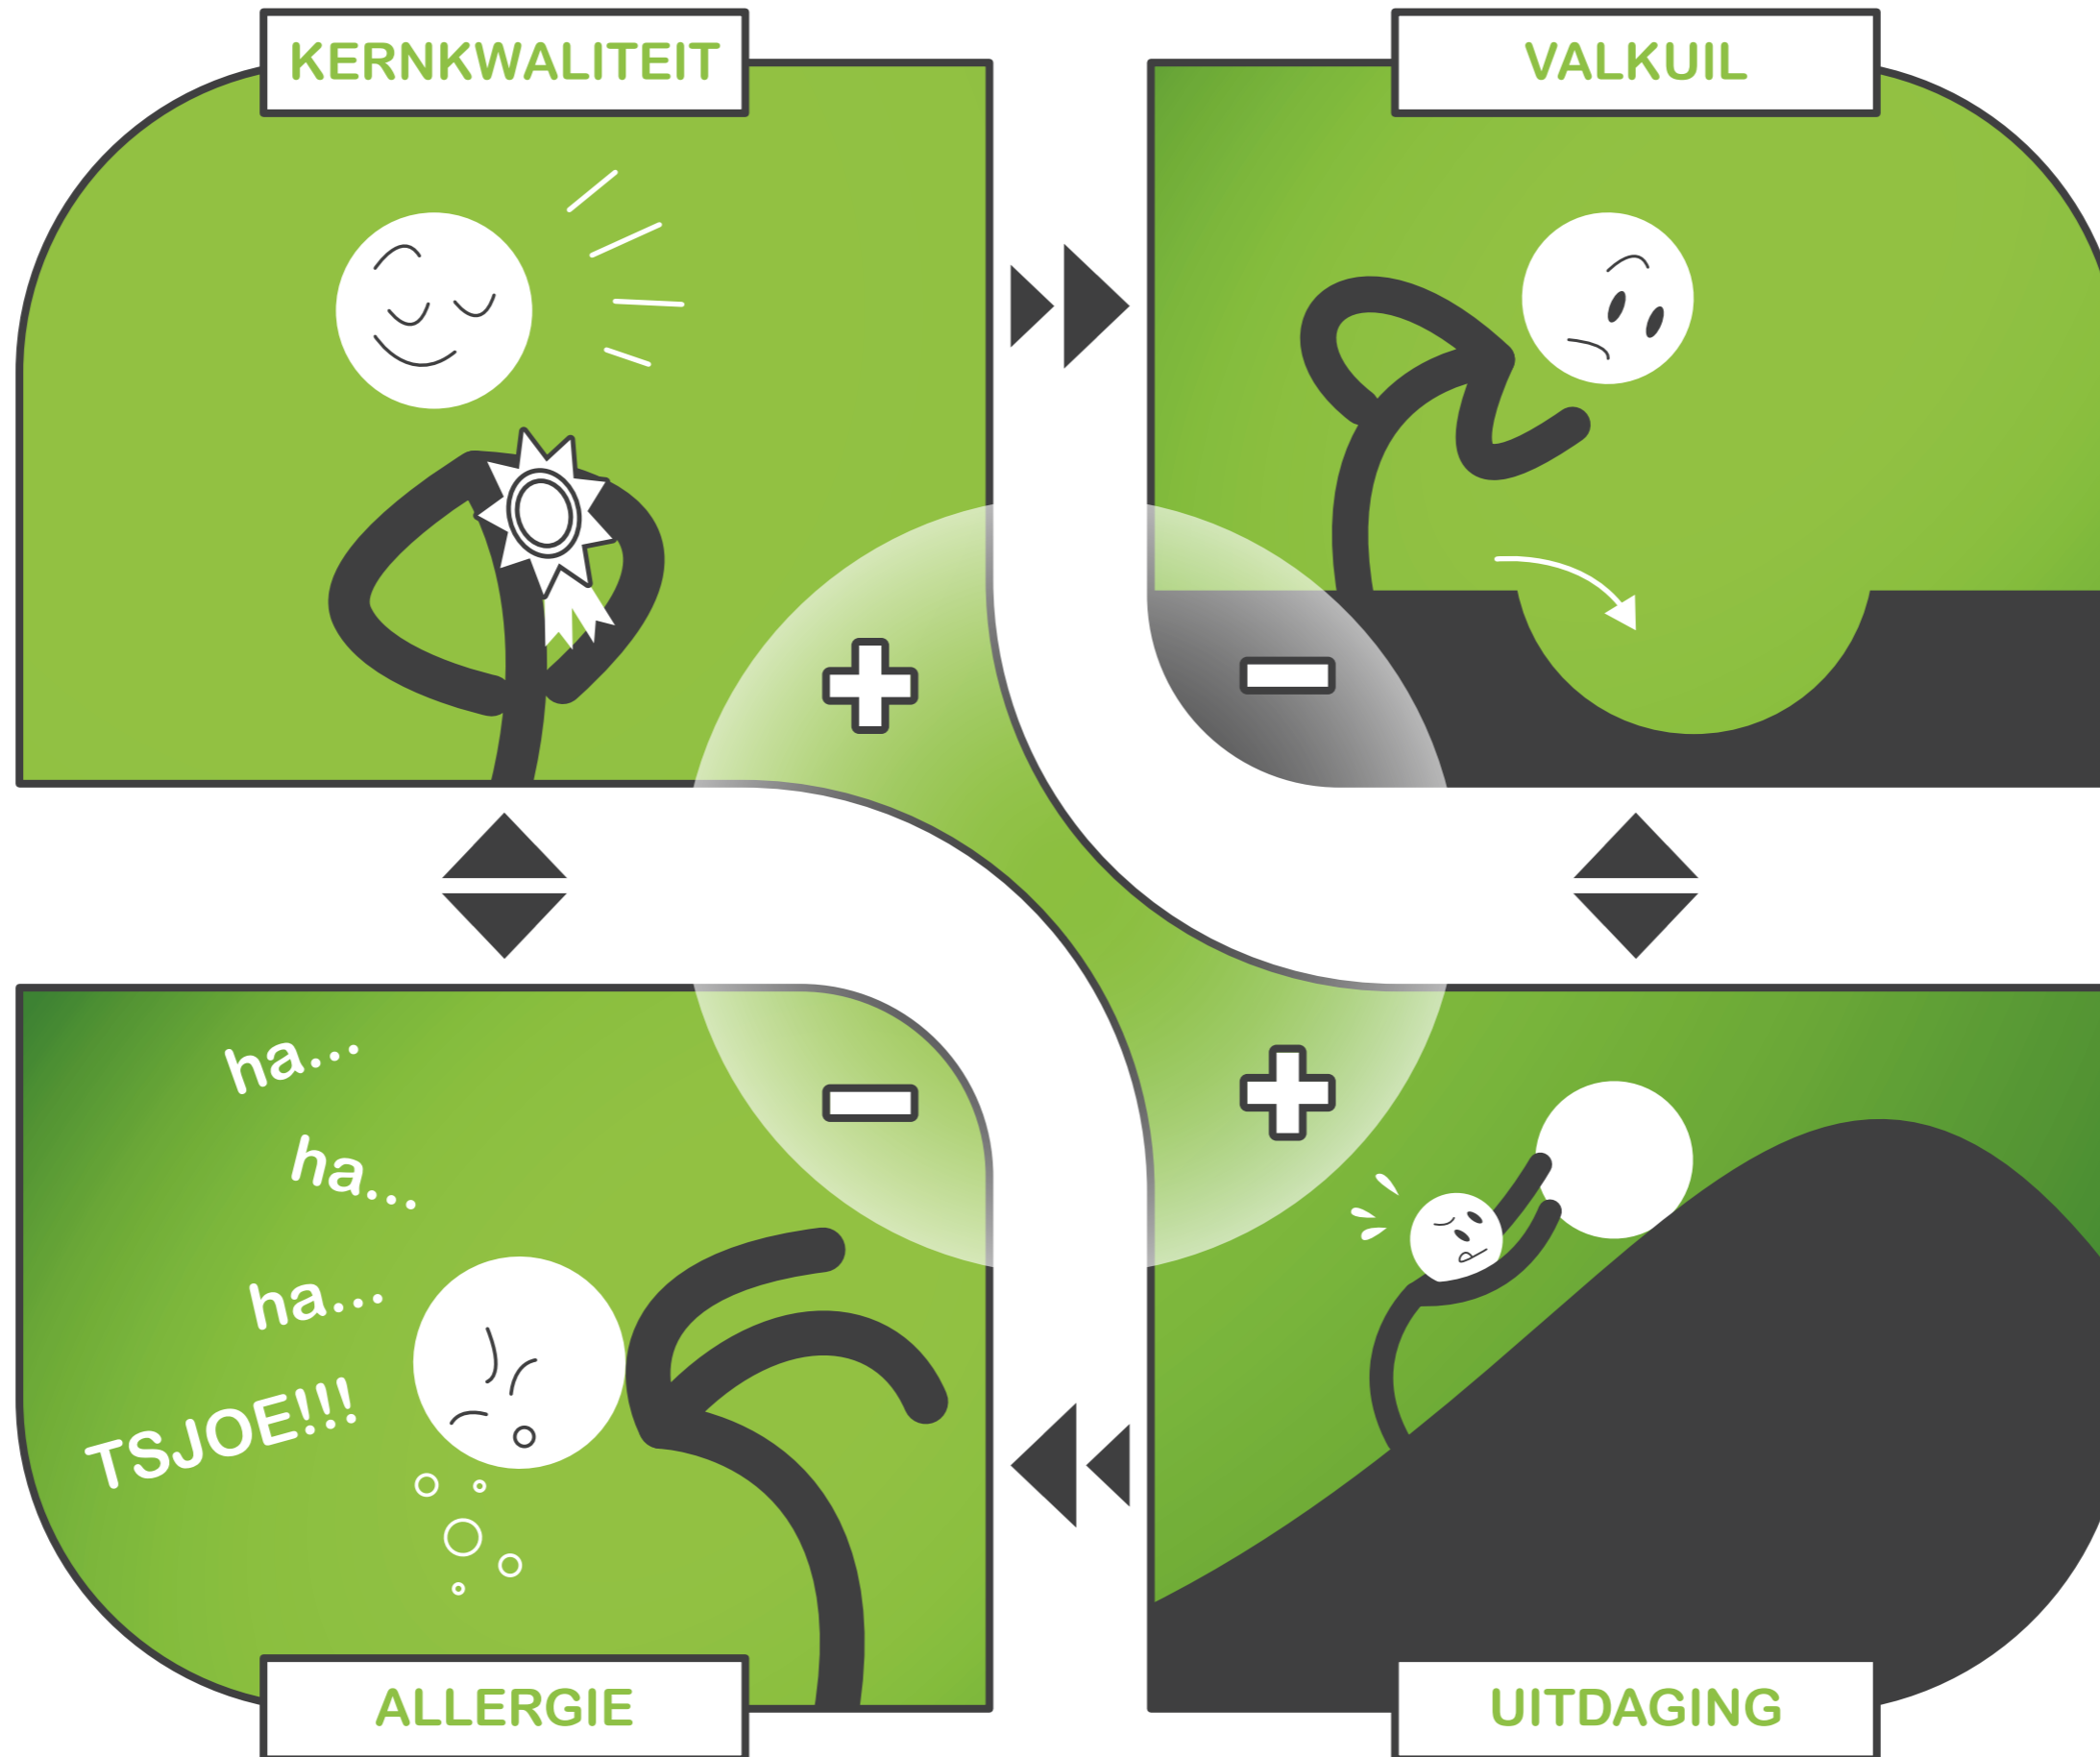 KERNKWALITEIT
VALKUIL
ha...
ha...
ha...
TSJOE!!!
ALLERGIE
UITDAGING